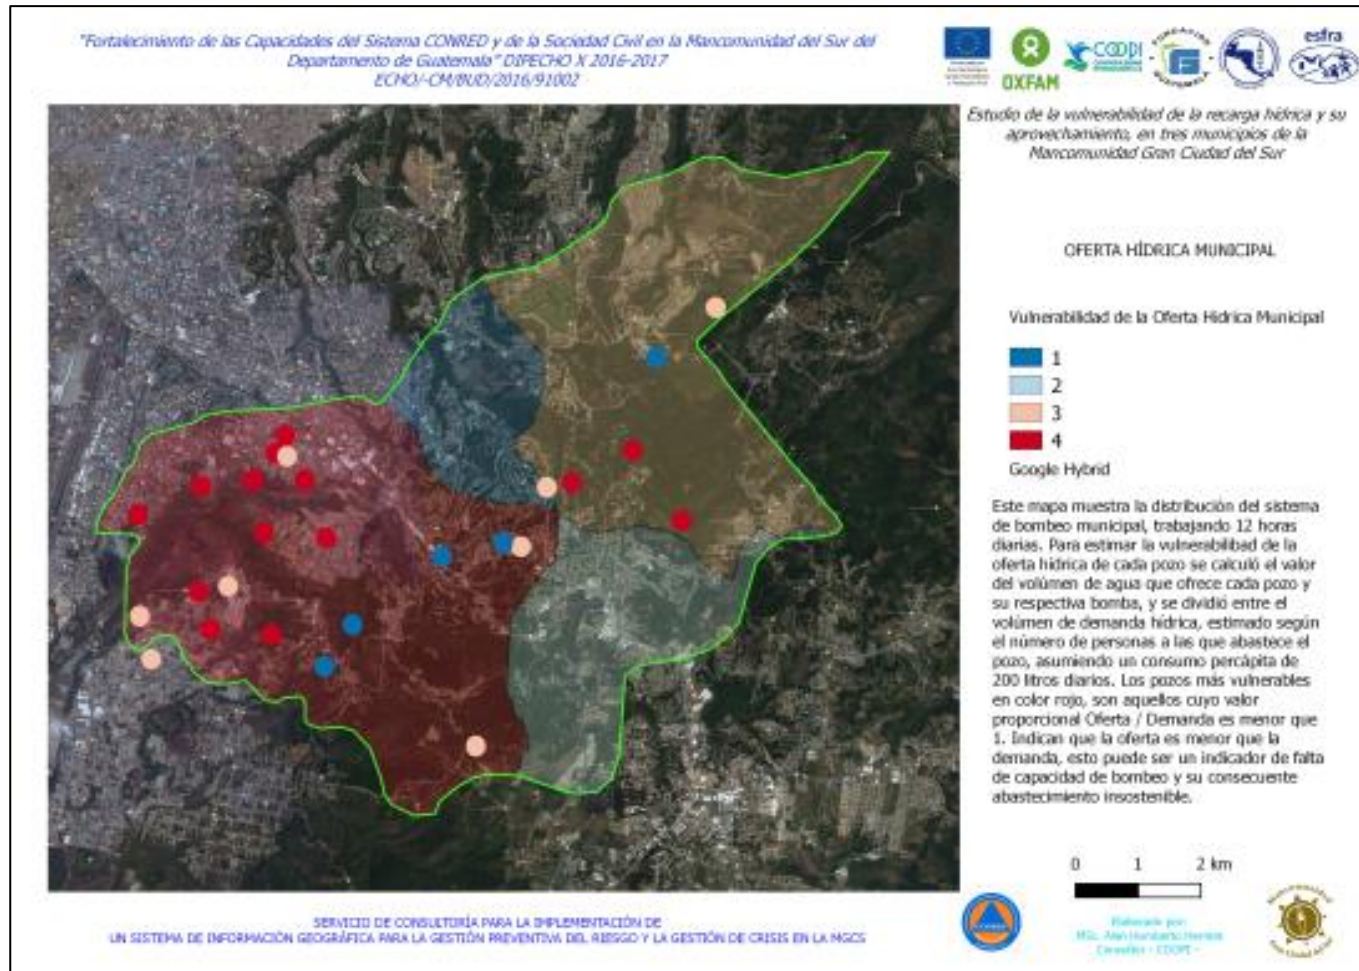 "Fortalecimiento de las Capacidades del Sistema CONRED y de la Sociedad Civil en la Mancomunidad del Sur del
Departamento de Guatemala" DIPECHO X 2016-2017
ECHO/-CM/BUD/2016/91002
OXFAM
COOPI
FUNDACIÓN
GUATEMALA
esfra
Estudio de la vulnerabilidad de la recarga hídrica y su
aprovechamiento, en tres municipios de la
Mancomunidad Gran Ciudad del Sur
OFERTA HÍDRICA MUNICIPAL
Vulnerabilidad de la Oferta Hidrica Municipal
1
2
3
4
Google Hybrid
Este mapa muestra la distribución del sistema
de bombeo municipal, trabajando 12 horas
diarias. Para estimar la vulnerabilibad de la
oferta hídrica de cada pozo se calculó el valor
del volúmen de agua que ofrece cada pozo y
su respectiva bomba, y se dividió entre el
volúmen de demanda hídrica, estimado según
el número de personas a las que abastece el
pozo, asumiendo un consumo percápita de
200 litros diarios. Los pozos más vulnerables
en color rojo, son aquellos cuyo valor
proporcional Oferta / Demanda es menor que
1. Indican que la oferta es menor que la
demanda, esto puede ser un indicador de falta
de capacidad de bombeo y su consecuente
abastecimiento insostenible.
0 1 2 km
SERVICIO DE CONSULTORÍA PARA LA IMPLEMENTACIÓN DE
UN SISTEMA DE INFORMACIÓN GEOGRÁFICA PARA LA GESTIÓN PREVENTIVA DEL RIESGO Y LA GESTIÓN DE CRISIS EN LA MGCS
Elaborado por:
MSc. Humberto
Consultor - COOPI -